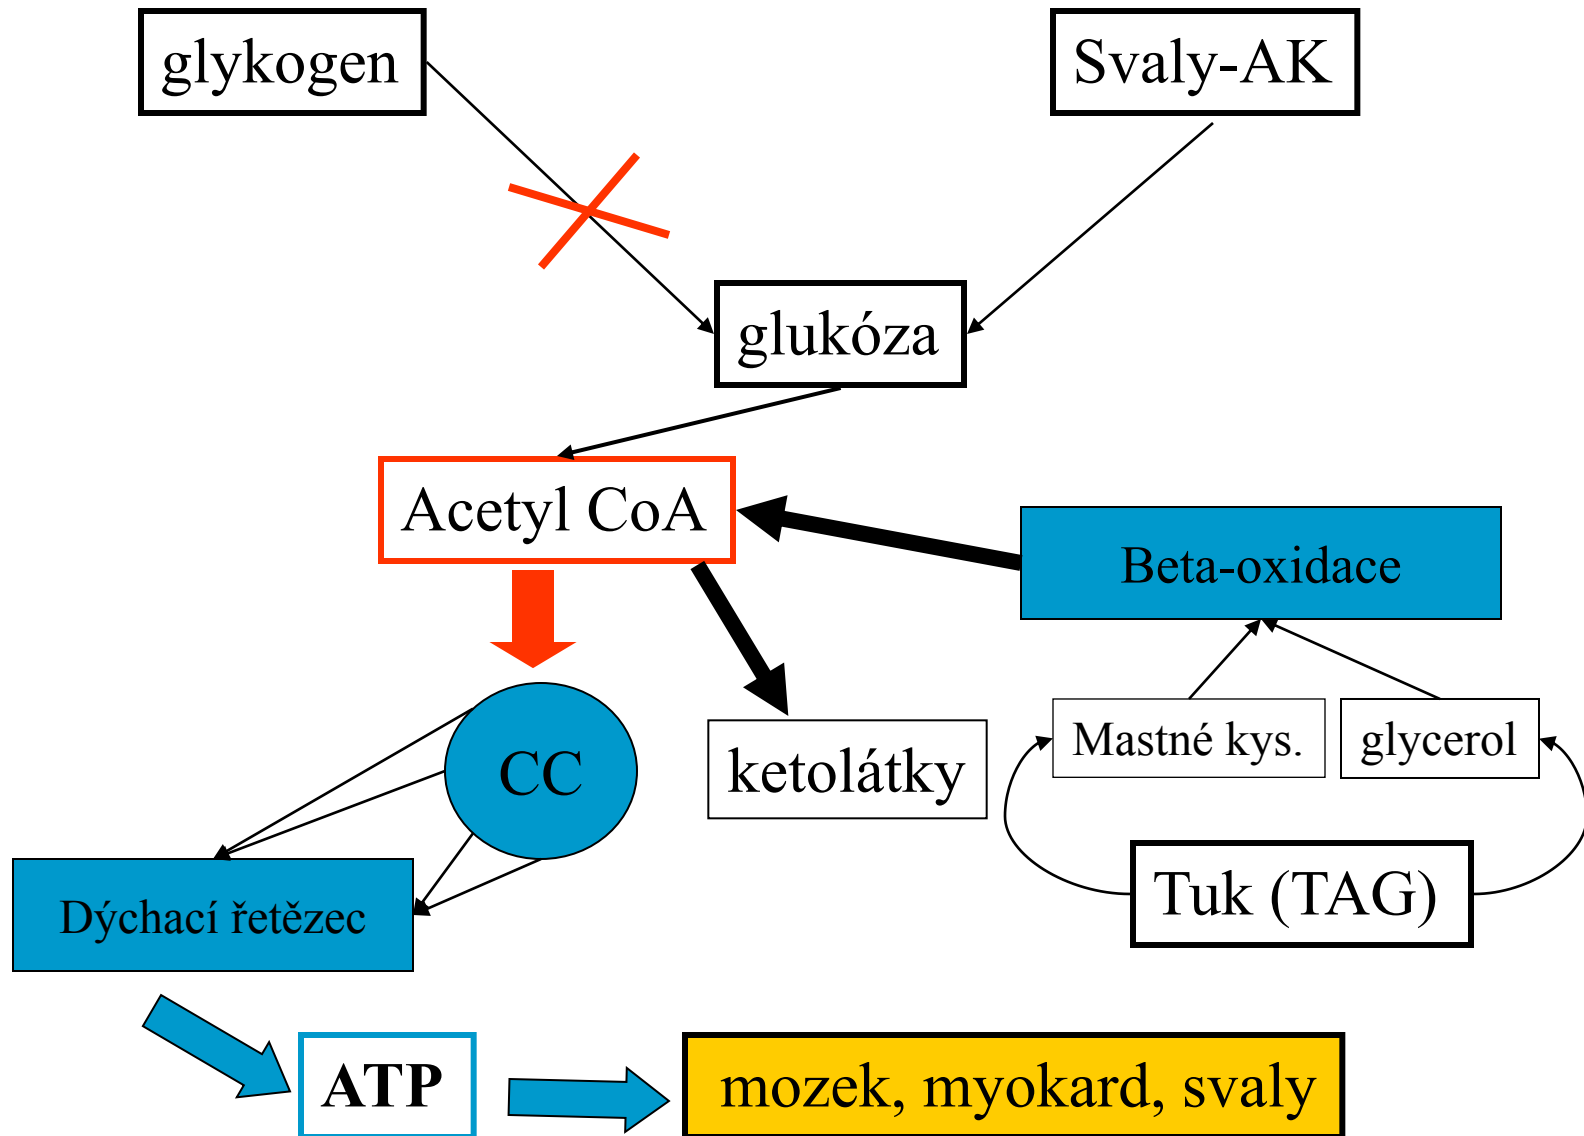 glykogen
Svaly-AK
glukóza
Acetyl CoA
Beta-oxidace
CC
ketolátky
Mastné kys.
glycerol
Dýchací řetězec
Tuk (TAG)
ATP
mozek, myokard, svaly